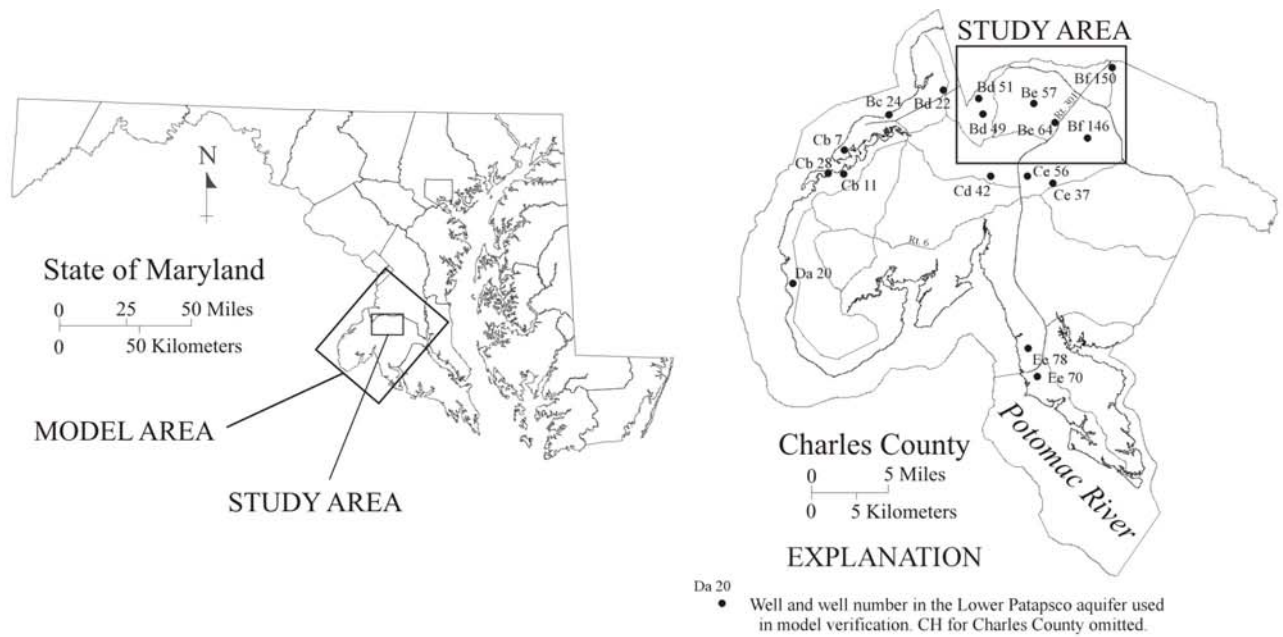 N
State of Maryland
0 25 50 Miles
0 50 Kilometers
MODEL AREA
STUDY AREA
STUDY AREA
Bf 150
Bd 51
Be 57
Bc 24
Bd 22
Rt. 301
Bd 49
Be 64
Bf 146
Cb 7
Cb 28
Cb 11
Cd 42
Ce 56
Ce 37
Rt. 6
Da 20
Ee 78
Ee 70
Potomac River
Charles County
0 5 Miles
0 5 Kilometers
EXPLANATION
Da 20
Well and well number in the Lower Patapsco aquifer used
in model verification. CH for Charles County omitted.